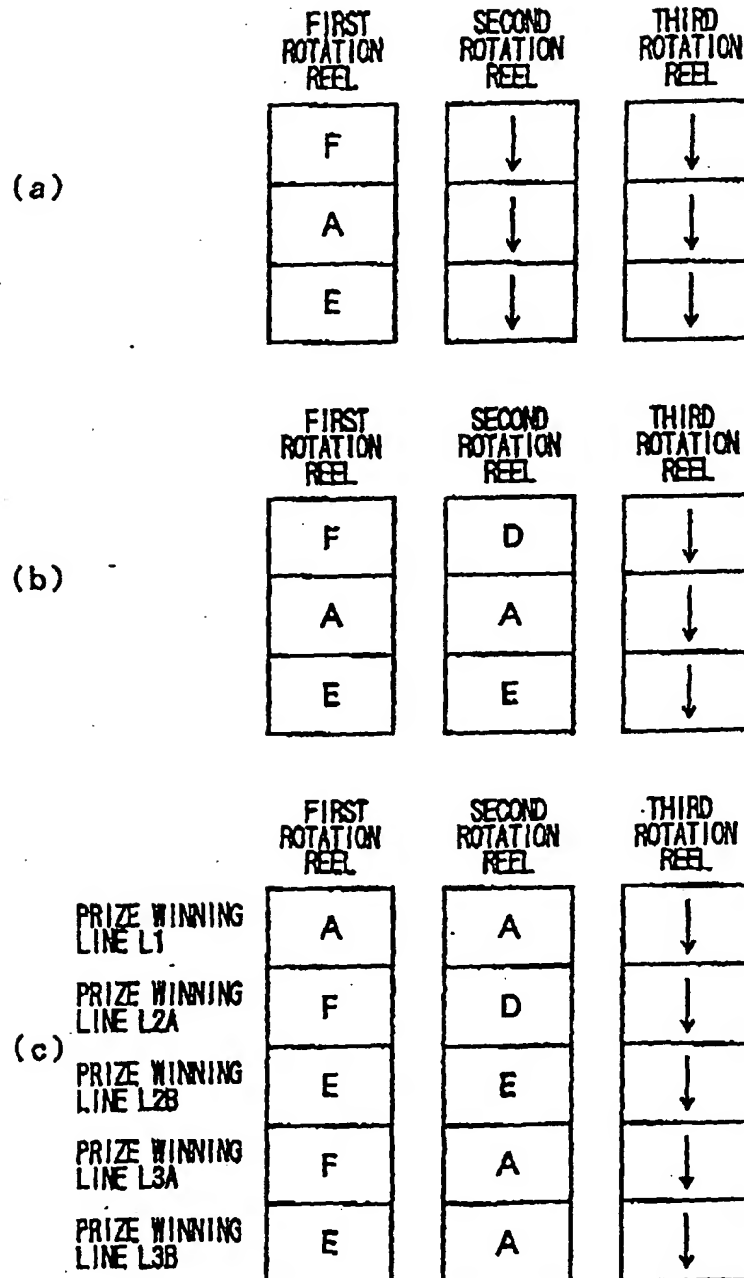 FIRST ROTATION REEL
SECOND ROTATION REEL
THIRD ROTATION REEL
(a)
F
A
E
FIRST ROTATION REEL
SECOND ROTATION REEL
THIRD ROTATION REEL
(b)
F D
A A
E E
FIRST ROTATION REEL
SECOND ROTATION REEL
THIRD ROTATION REEL
(c)
PRIZE WINNING LINE L1 A A
PRIZE WINNING LINE L2A F D
PRIZE WINNING LINE L2B E E
PRIZE WINNING LINE L3A F A
PRIZE WINNING LINE L3B E A